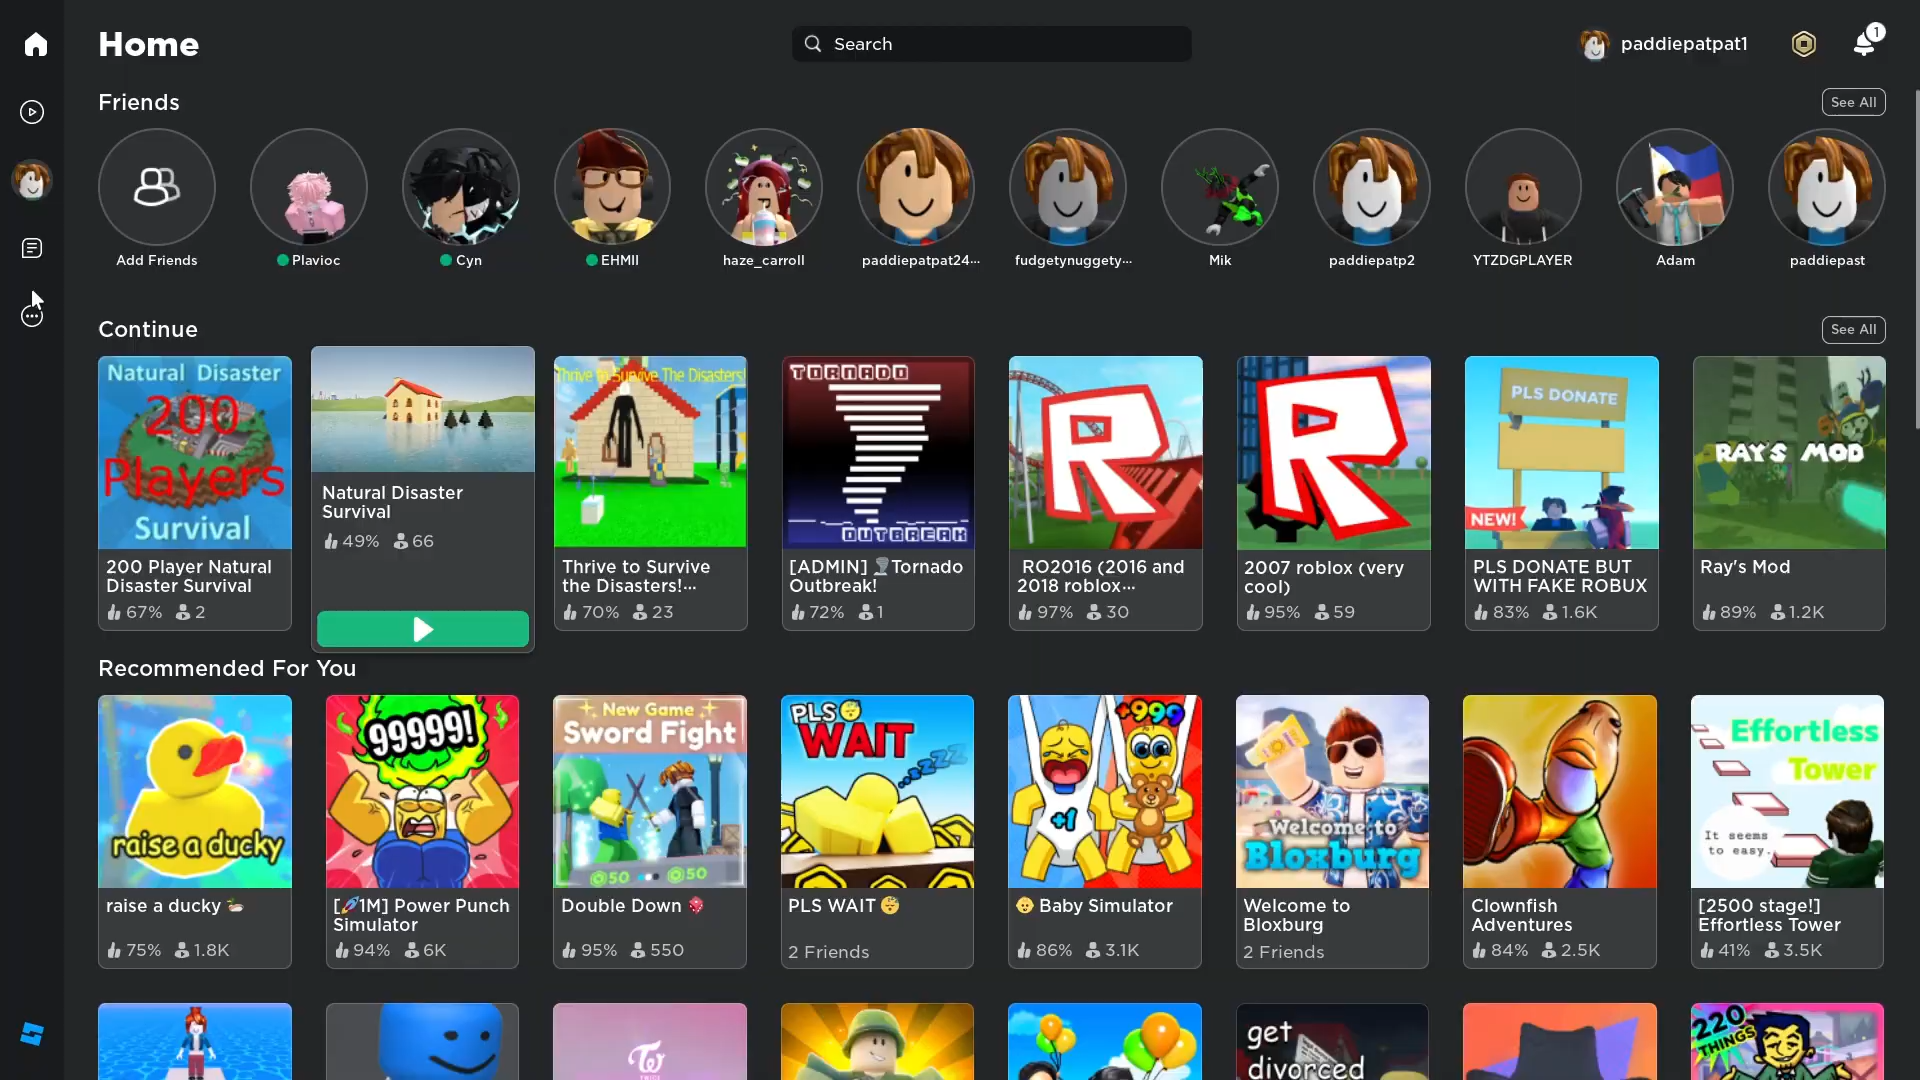 Home
Search
paddiepatpat1
1
Friends
See All
Add Friends
Plavioc
Cyn
EHMII
haze_carroll
paddiepatpat24...
fudgetynuggety...
Mik
paddiepatp2
YTZDGPLAYER
Adam
paddiepast
Continue
See All
Natural Disaster
200
Players
Survival
200 Player Natural
Disaster Survival
67% 2
Natural Disaster
Survival
49% 66
Thrive to Survive The Disasters!
Thrive to Survive
the Disasters!...
70% 23
TORNADO
OUTBREAK
[ADMIN] 🌪️Tornado
Outbreak!
72% 1
RO2016 (2016 and
2018 roblox...
97% 30
2007 roblox (very
cool)
95% 59
PLS DONATE
NEW!
PLS DONATE BUT
WITH FAKE ROBUX
83% 1.6K
RAY'S MOD
Ray's Mod
89% 1.2K
Recommended For You
raise a ducky
raise a ducky 🦆
75% 1.8K
99999!
[🚀1M] Power Punch
Simulator
94% 6K
New Game
Sword Fight
50 50
Double Down 🎲
95% 550
PLS
WAIT
zzZZ
PLS WAIT 😴
2 Friends
+999
+1
👶 Baby Simulator
86% 3.1K
Welcome to
Bloxburg
Welcome to
Bloxburg
2 Friends
Clownfish
Adventures
84% 2.5K
Effortless
Tower
It seems
to easy.
[2500 stage!]
Effortless Tower
41% 3.5K
TWICE
get
divorced
220
THINGS